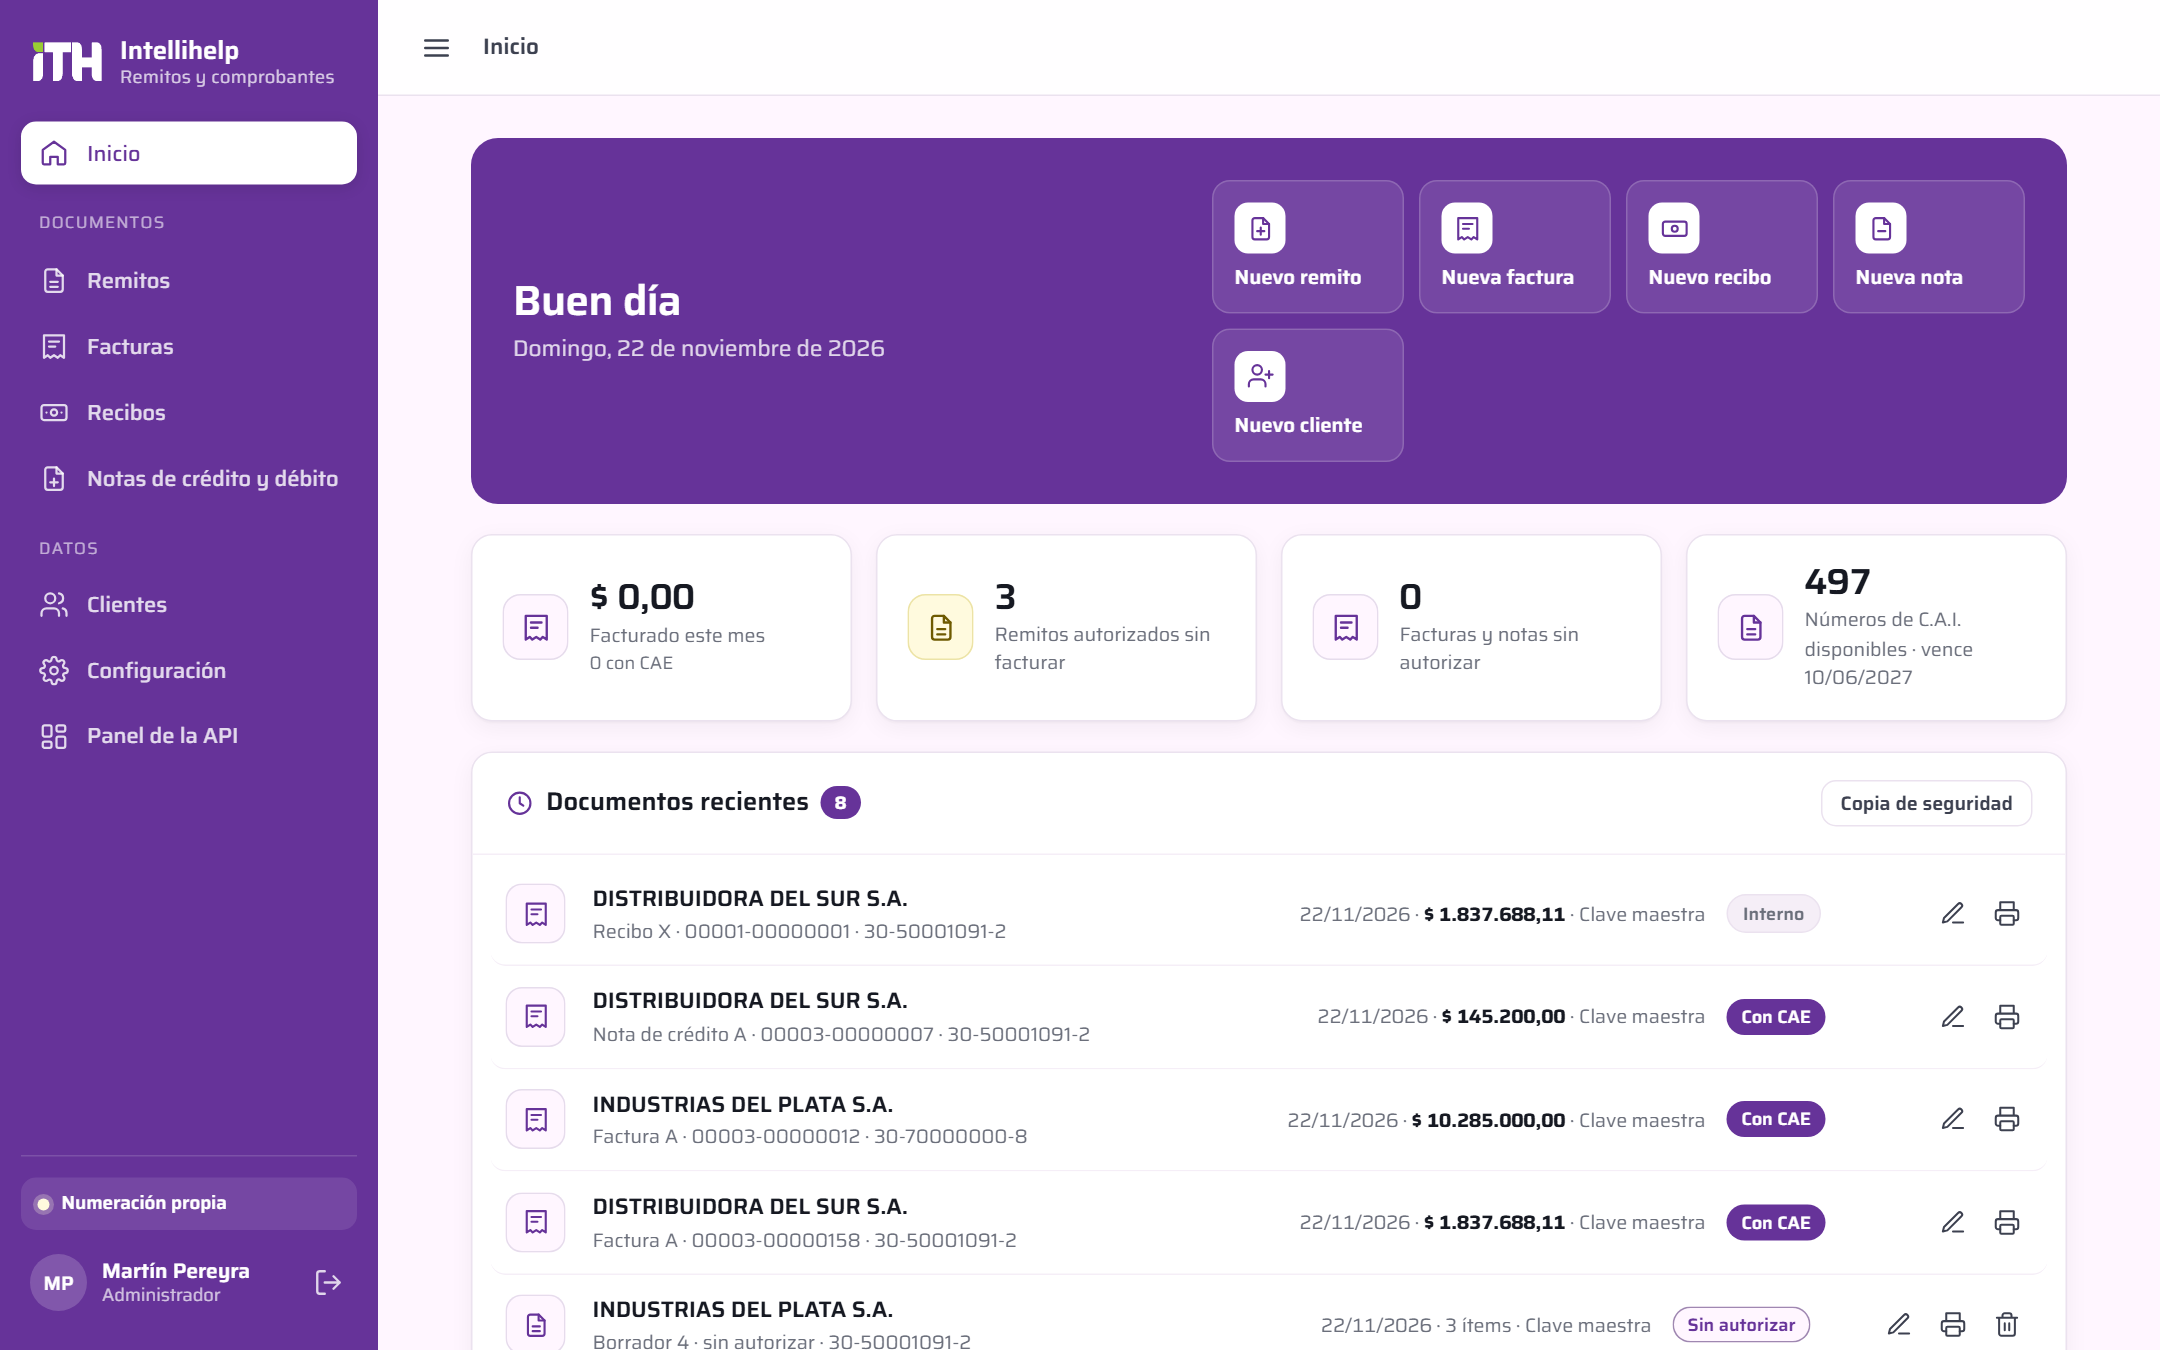 iTH
Intellihelp
Remitos y comprobantes
Inicio
DOCUMENTOS
Remitos
Facturas
Recibos
Notas de crédito y débito
DATOS
Clientes
Configuración
Panel de la API
Numeración propia
MP
Martín Pereyra
Administrador
Inicio
Buen día
Domingo, 22 de noviembre de 2026
Nuevo remito
Nueva factura
Nuevo recibo
Nueva nota
Nuevo cliente
$ 0,00
Facturado este mes
0 con CAE
3
Remitos autorizados sin
facturar
0
Facturas y notas sin
autorizar
497
Números de C.A.I.
disponibles · vence
10/06/2027
Documentos recientes 8
Copia de seguridad
DISTRIBUIDORA DEL SUR S.A.
Recibo X · 00001-00000001 · 30-50001091-2
22/11/2026 · $ 1.837.688,11 · Clave maestra
Interno
DISTRIBUIDORA DEL SUR S.A.
Nota de crédito A · 00003-00000007 · 30-50001091-2
22/11/2026 · $ 145.200,00 · Clave maestra
Con CAE
INDUSTRIAS DEL PLATA S.A.
Factura A · 00003-00000012 · 30-70000000-8
22/11/2026 · $ 10.285.000,00 · Clave maestra
Con CAE
DISTRIBUIDORA DEL SUR S.A.
Factura A · 00003-00000158 · 30-50001091-2
22/11/2026 · $ 1.837.688,11 · Clave maestra
Con CAE
INDUSTRIAS DEL PLATA S.A.
Borrador 4 · sin autorizar · 30-50001091-2
22/11/2026 · 3 ítems · Clave maestra
Sin autorizar